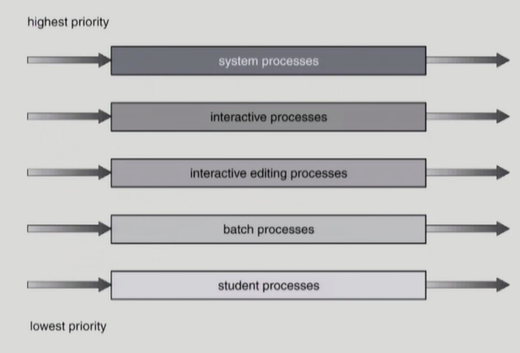 highest priority
system processes
interactive processes
interactive editing processes
batch processes
student processes
lowest priority